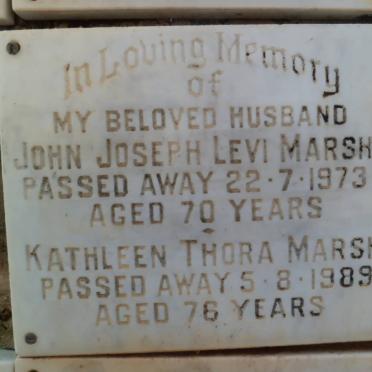 In Loving Memory
of
MY BELOVED HUSBAND
JOHN JOSEPH LEVI MARSH
PASSED AWAY 22·7·1973
AGED 70 YEARS
KATHLEEN THORA MARSH
PASSED AWAY 5·8·1989
AGED 76 YEARS